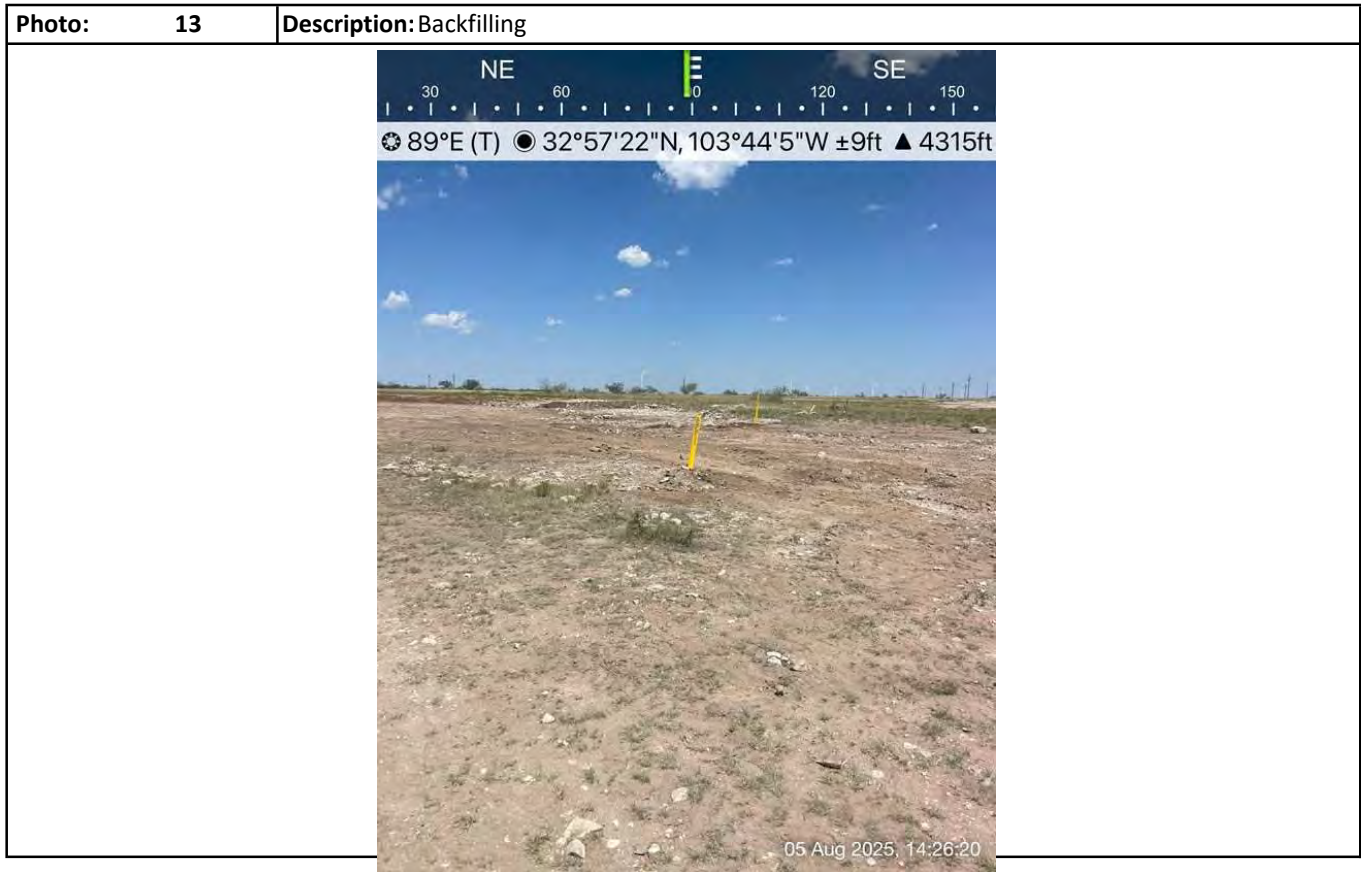 Photo: 13 Description: Backfilling
NE E SE
30 60 90 120 150
89°E (T) 32°57'22"N, 103°44'5"W ±9ft ▲ 4315ft
05 Aug 2025, 14:26:20